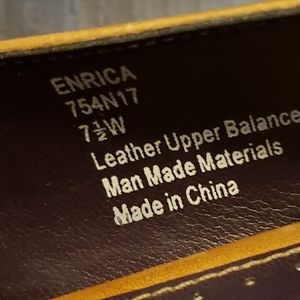 ENRICA
754N17
7½W
Leather Upper Balance
Man Made Materials
Made in China